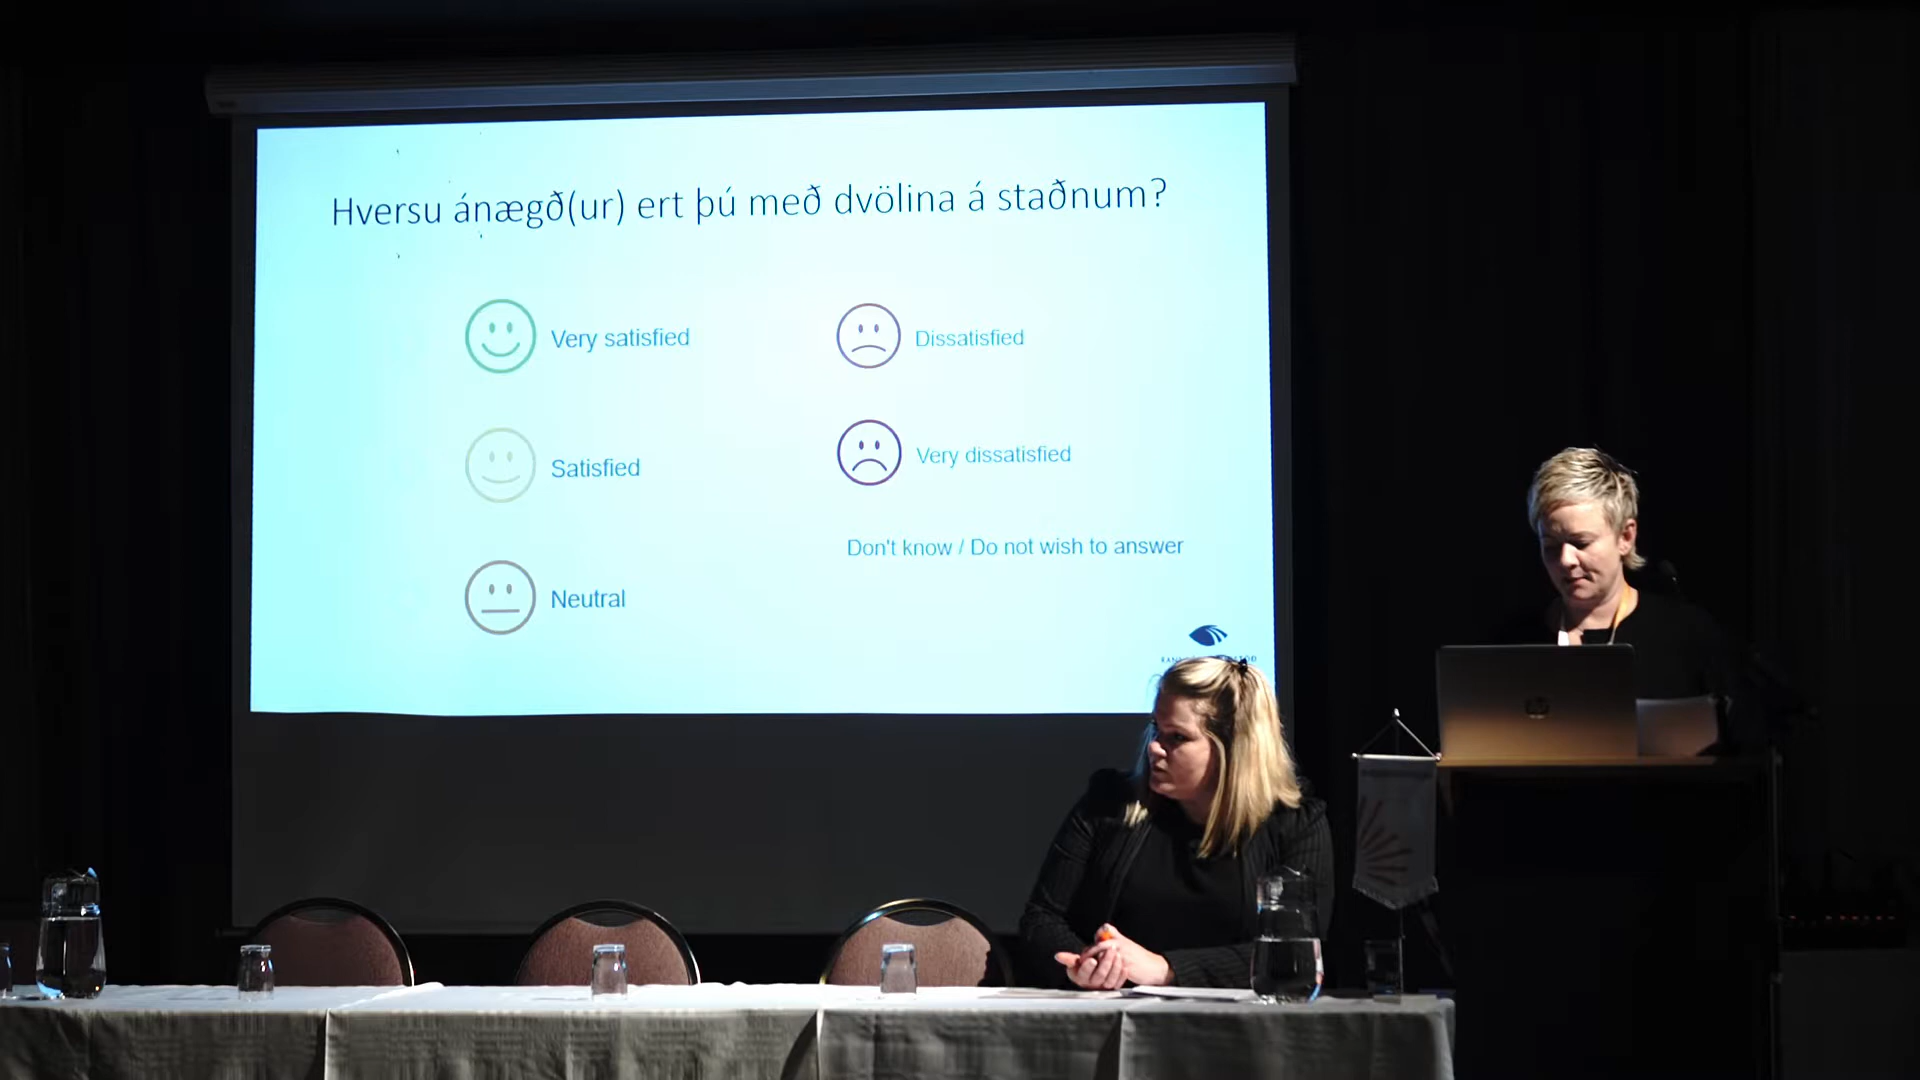 Hversu ánægð(ur) ert þú með dvölina á staðnum?
Very satisfied
Satisfied
Neutral
Dissatisfied
Very dissatisfied
Don't know / Do not wish to answer
hp